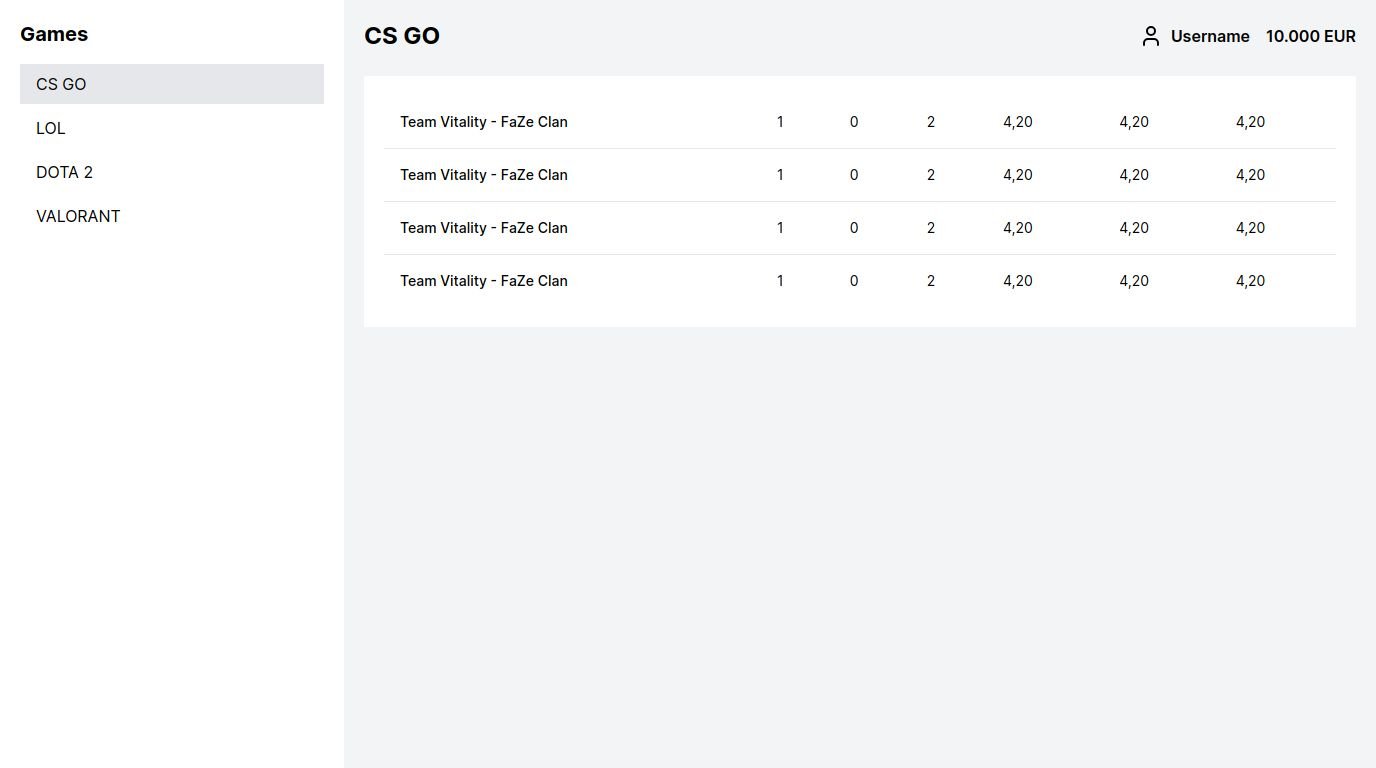 Games
CS GO
LOL
DOTA 2
VALORANT
CS GO
Username 10.000 EUR
Team Vitality - FaZe Clan 1 0 2 4,20 4,20 4,20
Team Vitality - FaZe Clan 1 0 2 4,20 4,20 4,20
Team Vitality - FaZe Clan 1 0 2 4,20 4,20 4,20
Team Vitality - FaZe Clan 1 0 2 4,20 4,20 4,20